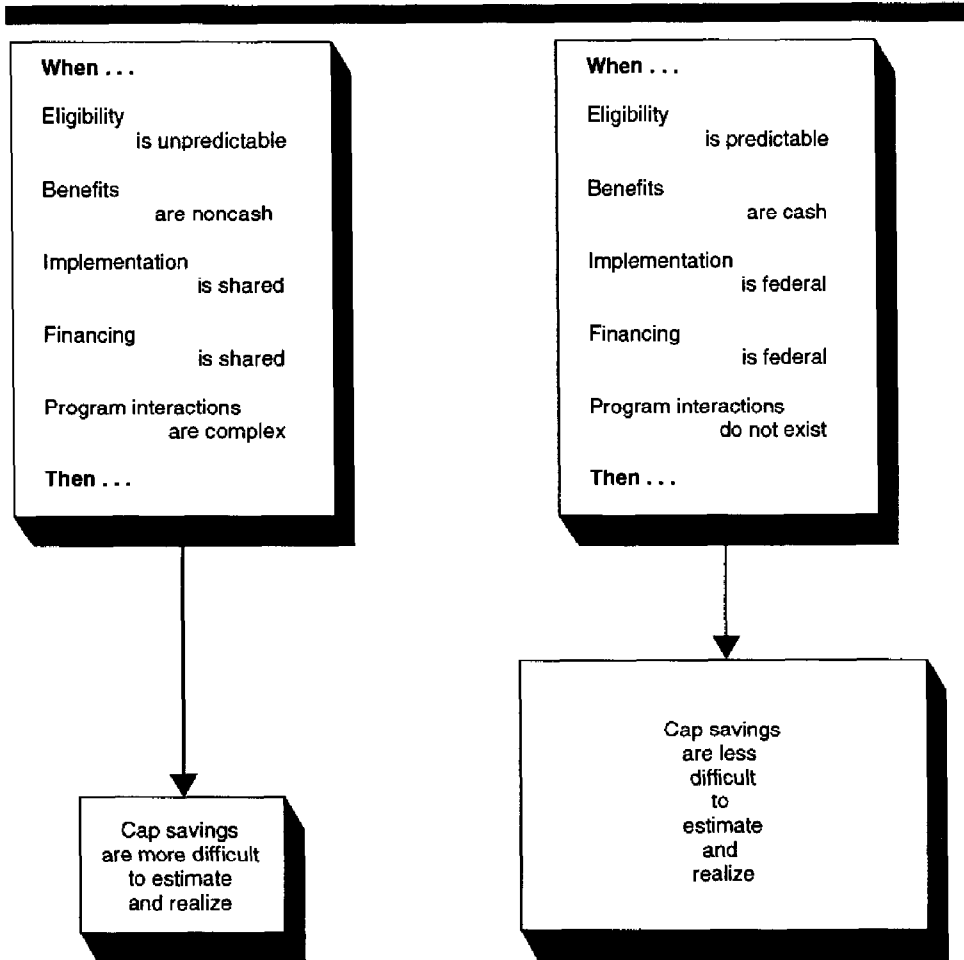 When . . .
Eligibility
is unpredictable
Benefits
are noncash
Implementation
is shared
Financing
is shared
Program interactions
are complex
Then . . .
Cap savings
are more difficult
to estimate
and realize
When . . .
Eligibility
is predictable
Benefits
are cash
Implementation
is federal
Financing
is federal
Program interactions
do not exist
Then . . .
Cap savings
are less
difficult
to
estimate
and
realize